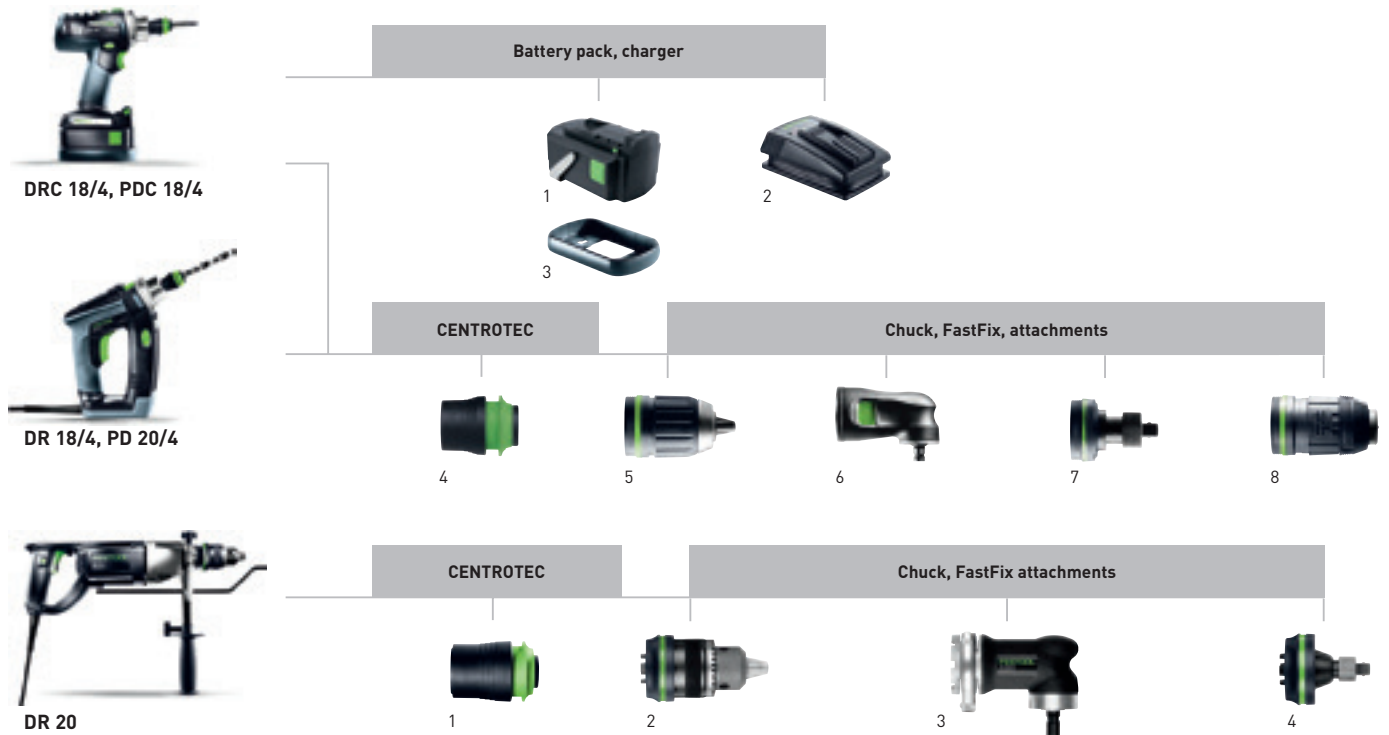 Battery pack, charger
1
2
3
DRC 18/4, PDC 18/4
CENTROTEC
Chuck, FastFix, attachments
4
5
6
7
8
DR 18/4, PD 20/4
CENTROTEC
Chuck, FastFix attachments
FESTOOL
1
2
3
4
DR 20